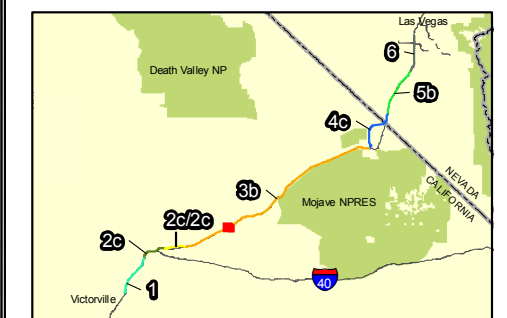 Las Vegas
6
Death Valley NP
5b
4c
NEVADA
CALIFORNIA
3b
Mojave NPRES
2c/2c
2c
40
1
Victorville